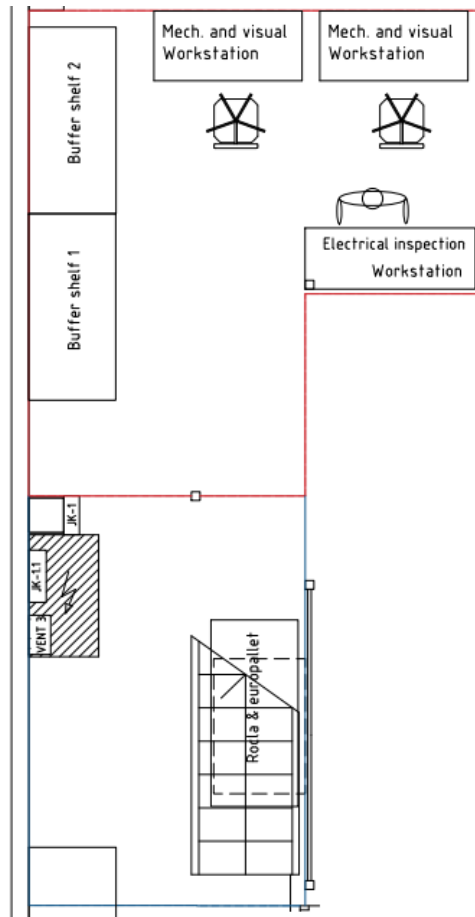 Mech. and visual
Workstation
Mech. and visual
Workstation
Buffer shelf 2
Electrical inspection
Workstation
Buffer shelf 1
JK-1
JK-1.1
VENT 3
Rocla & europallet